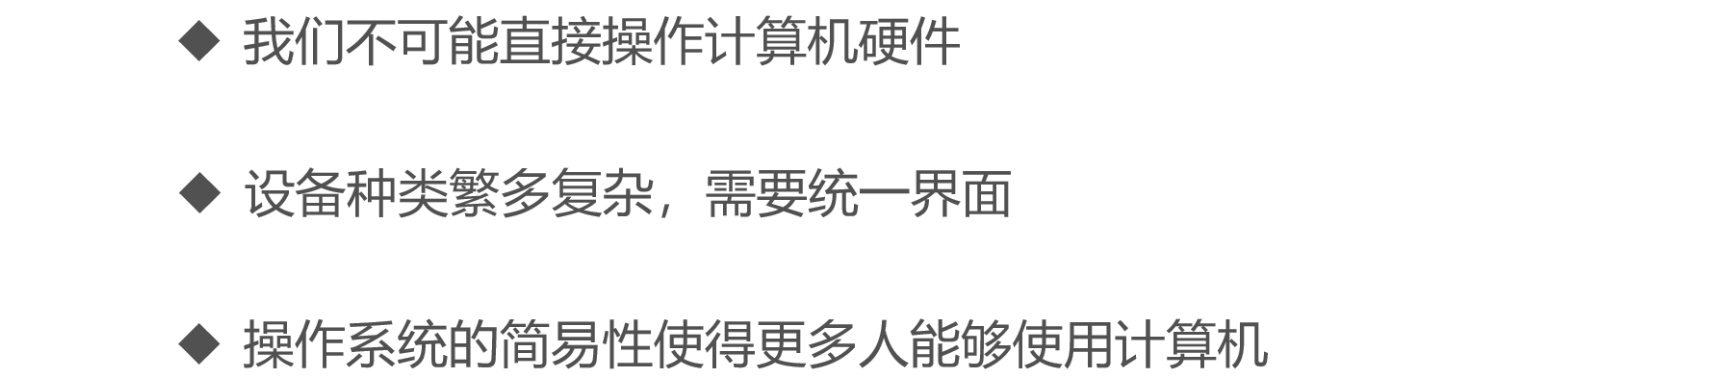 ◆ 我们不可能直接操作计算机硬件
◆ 设备种类繁多复杂，需要统一界面
◆ 操作系统的简易性使得更多人能够使用计算机